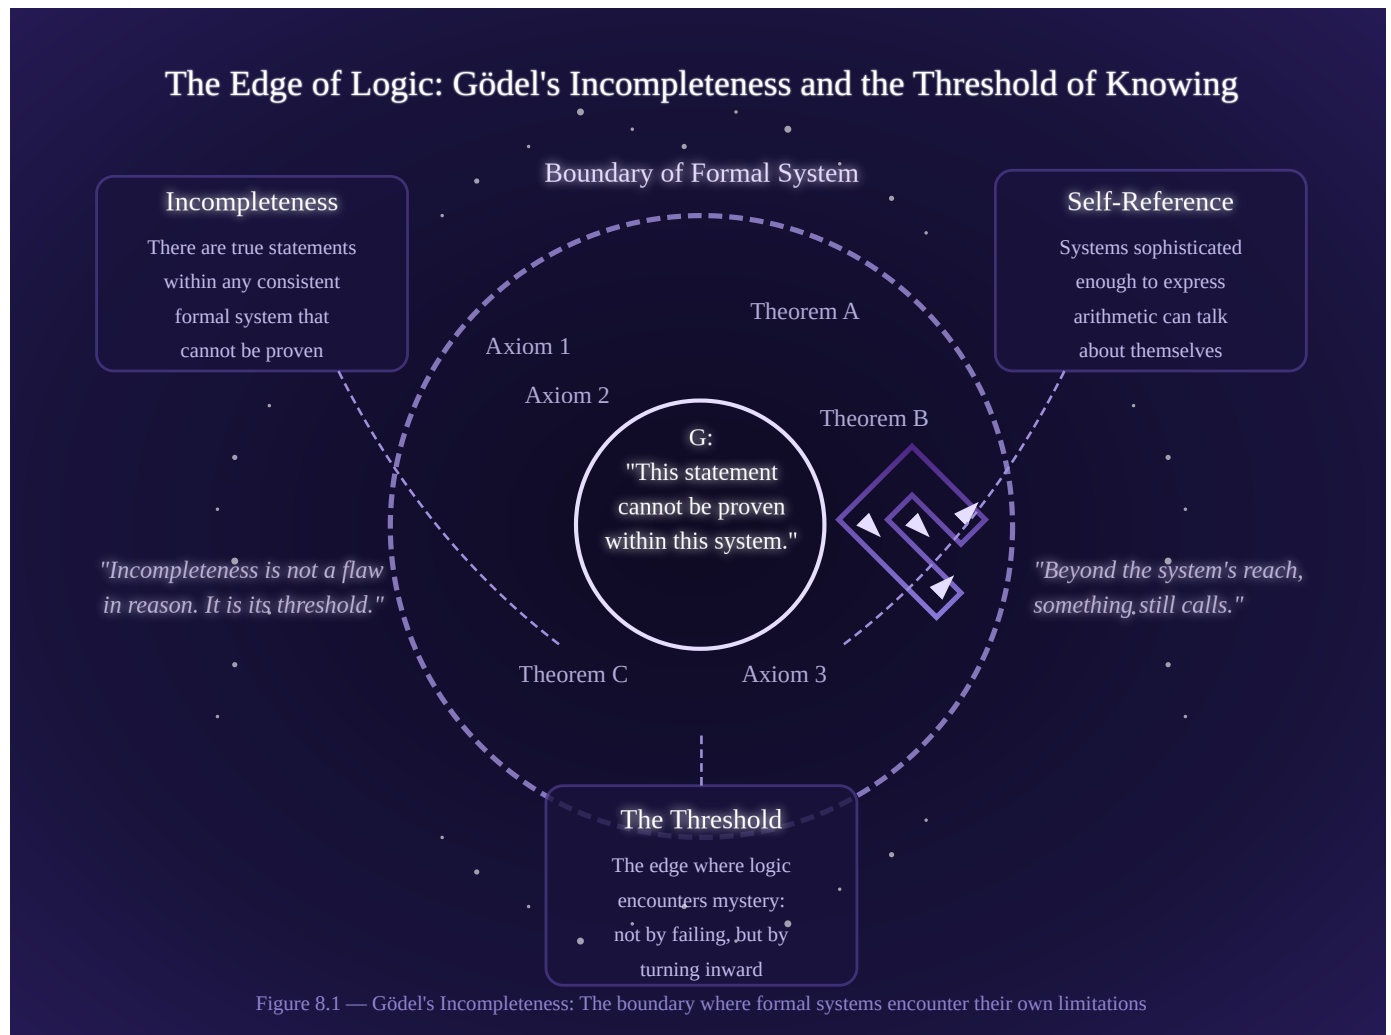 The Edge of Logic: Gödel's Incompleteness and the Threshold of Knowing
Boundary of Formal System
Incompleteness
There are true statements
within any consistent
formal system that
cannot be proven
Self-Reference
Systems sophisticated
enough to express
arithmetic can talk
about themselves
Theorem A
Axiom 1
Axiom 2
Theorem B
G:
"This statement
cannot be proven
within this system."
"Incompleteness is not a flaw
in reason. It is its threshold."
"Beyond the system's reach,
something still calls."
Theorem C
Axiom 3
The Threshold
The edge where logic
encounters mystery:
not by failing, but by
turning inward
Figure 8.1 — Gödel's Incompleteness: The boundary where formal systems encounter their own limitations